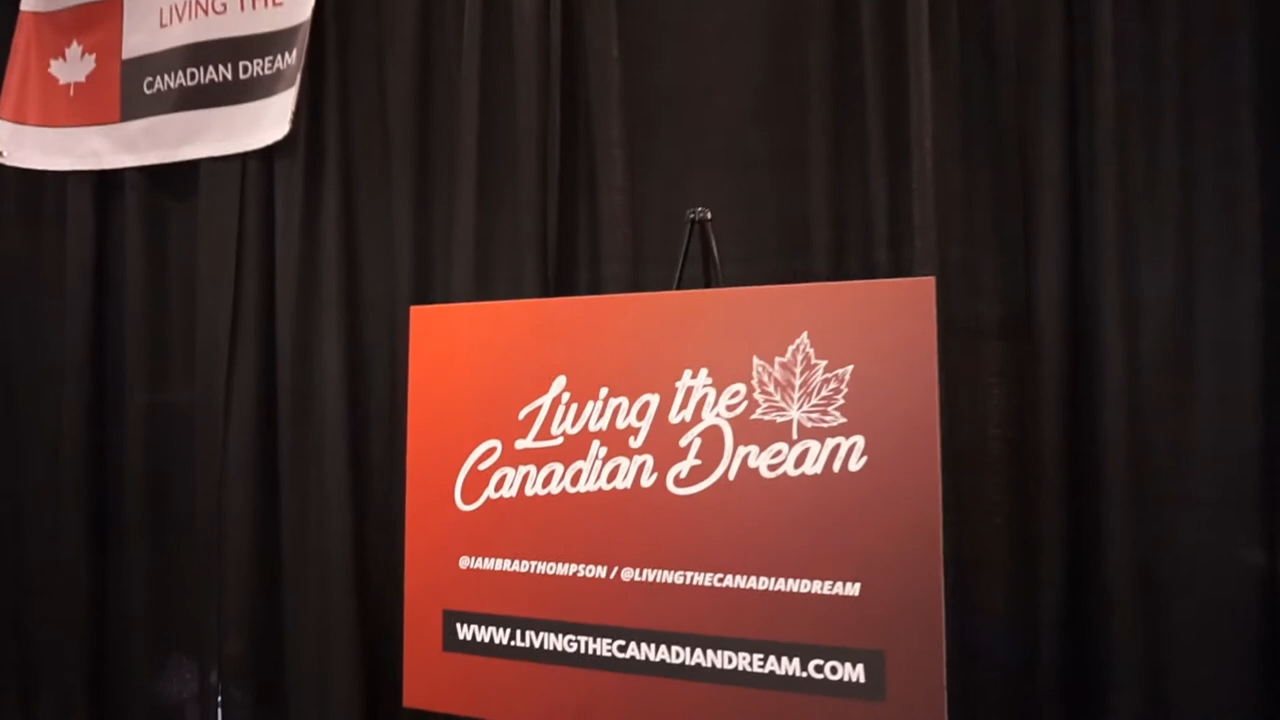 LIVING THE
CANADIAN DREAM
Living the
Canadian Dream
@IAMBRADTHOMPSON / @LIVINGTHECANADIANDREAM
WWW.LIVINGTHECANADIANDREAM.COM